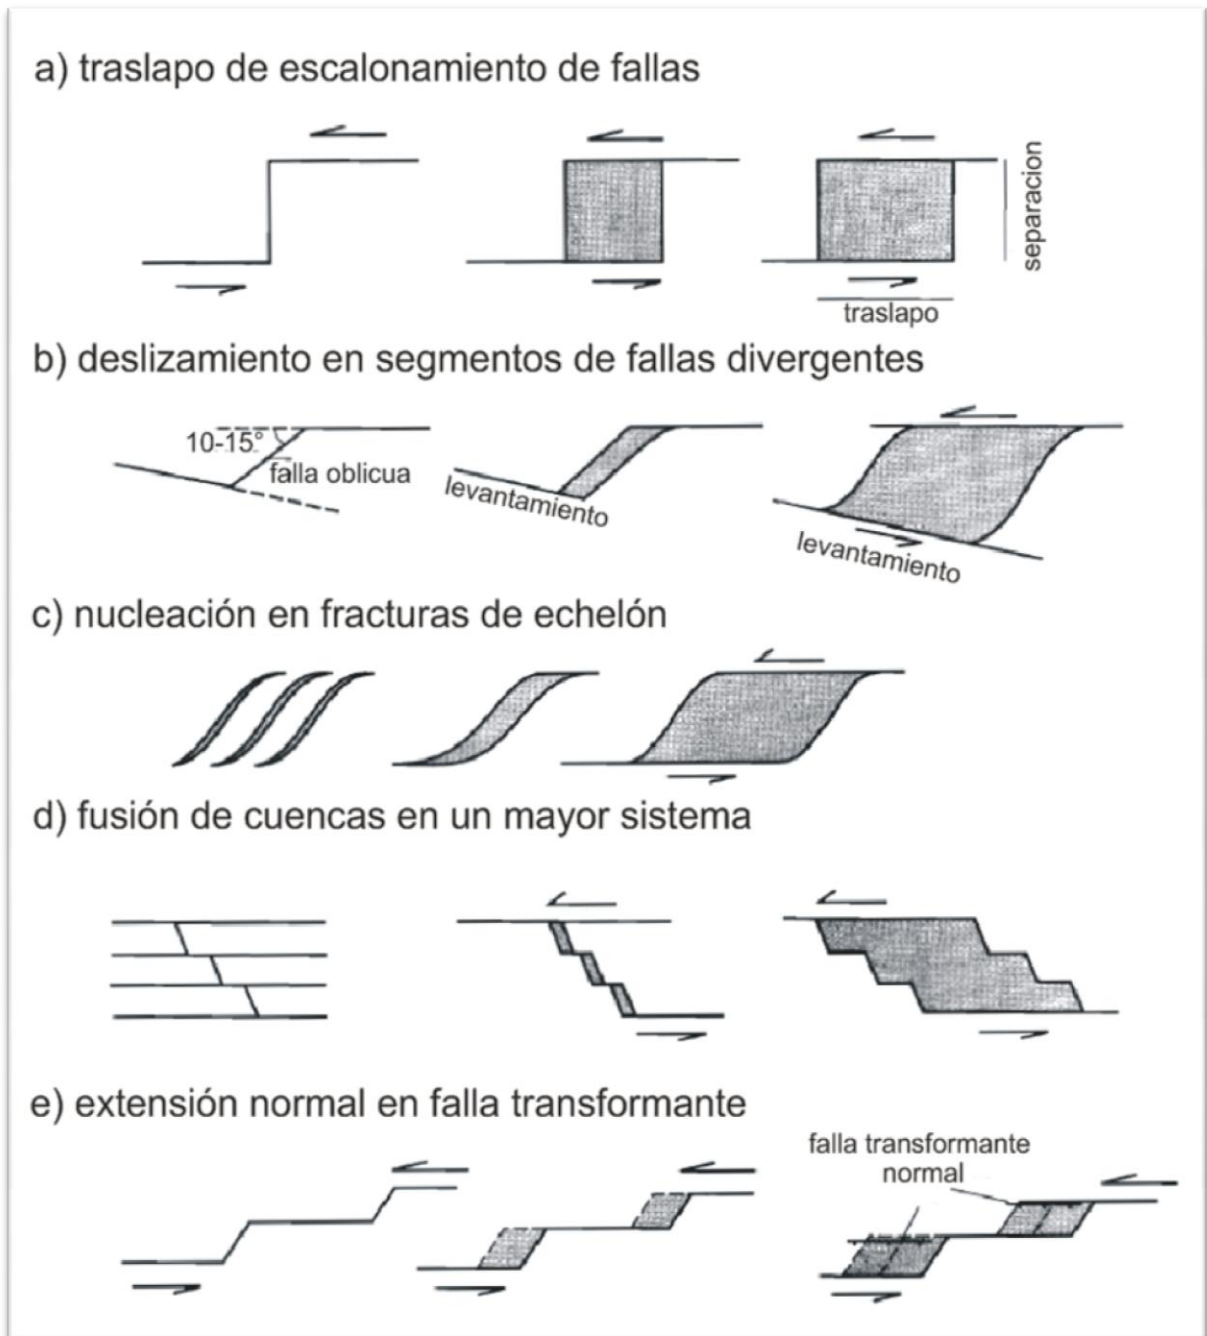 a) traslapo de escalonamiento de fallas
separacion
traslapo
b) deslizamiento en segmentos de fallas divergentes
10-15°
falla oblicua
levantamiento
levantamiento
c) nucleación en fracturas de echelón
d) fusión de cuencas en un mayor sistema
e) extensión normal en falla transformante
falla transformante
normal